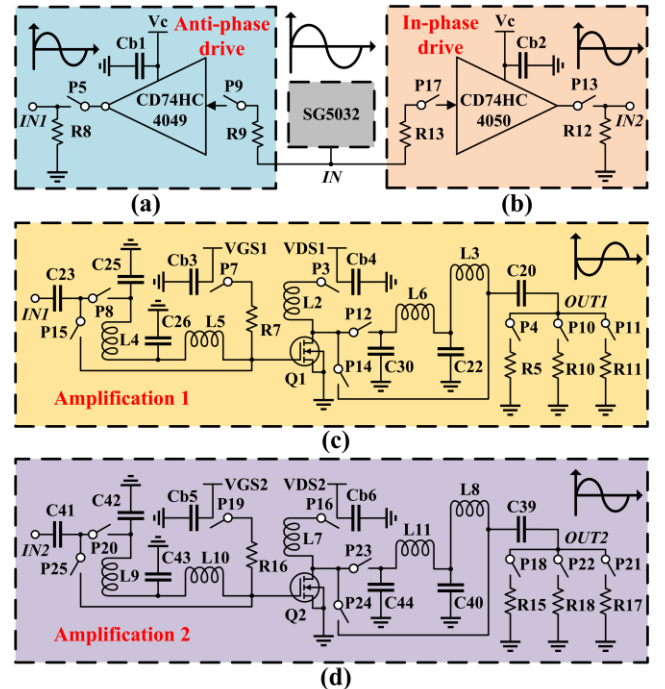 Anti-phase drive
Vc
Cb1
P5
IN1
R8
CD74HC
4049
P9
R9
SG5032
IN
In-phase drive
Vc
Cb2
P17
R13
CD74HC
4050
P13
R12
IN2
(a)
(b)
C23
C25
IN1
P15
P8
L4
C26
L5
Cb3
VGS1
P7
R7
VDS1
P3
Cb4
L2
P12
Q1
P14
C30
L6
C22
L3
C20
OUT1
P4
P10
P11
R5
R10
R11
Amplification 1
(c)
C41
C42
IN2
P25
P20
L9
C43
L10
Cb5
VGS2
P19
R16
VDS2
P16
Cb6
L7
P23
Q2
P24
C44
L11
C40
L8
C39
OUT2
P18
P22
P21
R15
R18
R17
Amplification 2
(d)